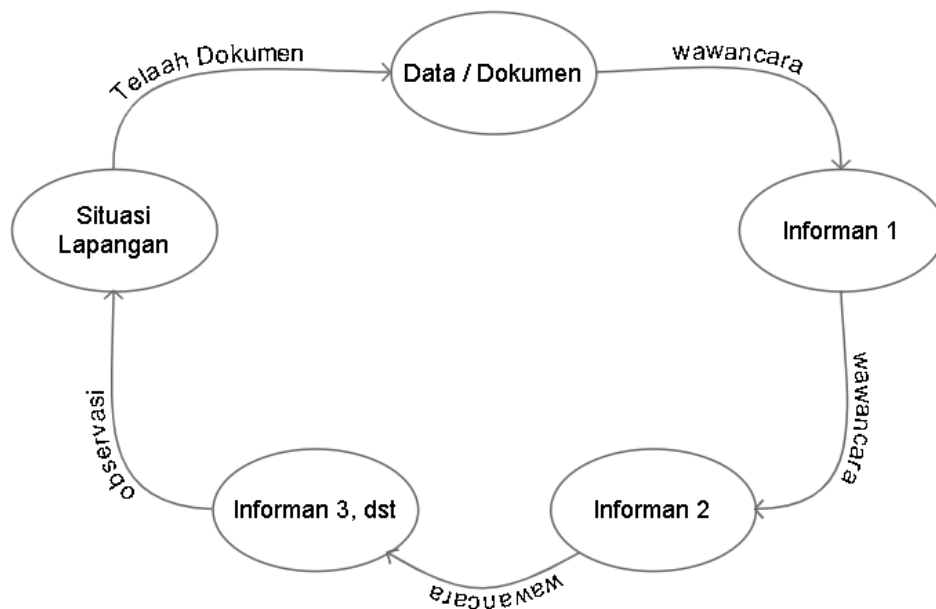 Telaah Dokumen
Data / Dokumen
wawancara
Situasi
Lapangan
Informan 1
wawancara
observasi
Informan 3, dst
Informan 2
wawancara